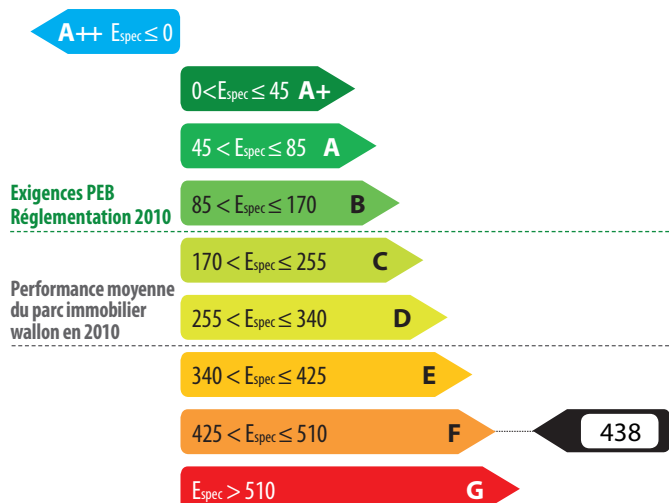 A++ Espec ≤ 0
0<Espec ≤ 45 A+
45 < Espec ≤ 85 A
Exigences PEB
Réglementation 2010
85 < Espec ≤ 170 B
170 < Espec ≤ 255 C
Performance moyenne
du parc immobilier
wallon en 2010
255 < Espec ≤ 340 D
340 < Espec ≤ 425 E
425 < Espec ≤ 510 F
438
Espec > 510 G